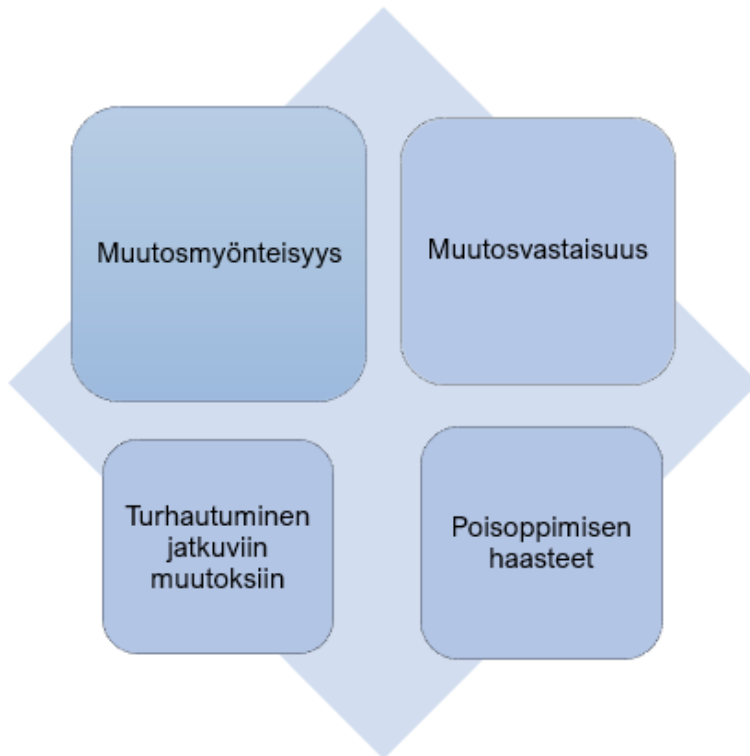 Muutosmyönteisyys
Muutosvastaisuus
Turhautuminen
jatkuviin
muutoksiin
Poisoppimisen
haasteet